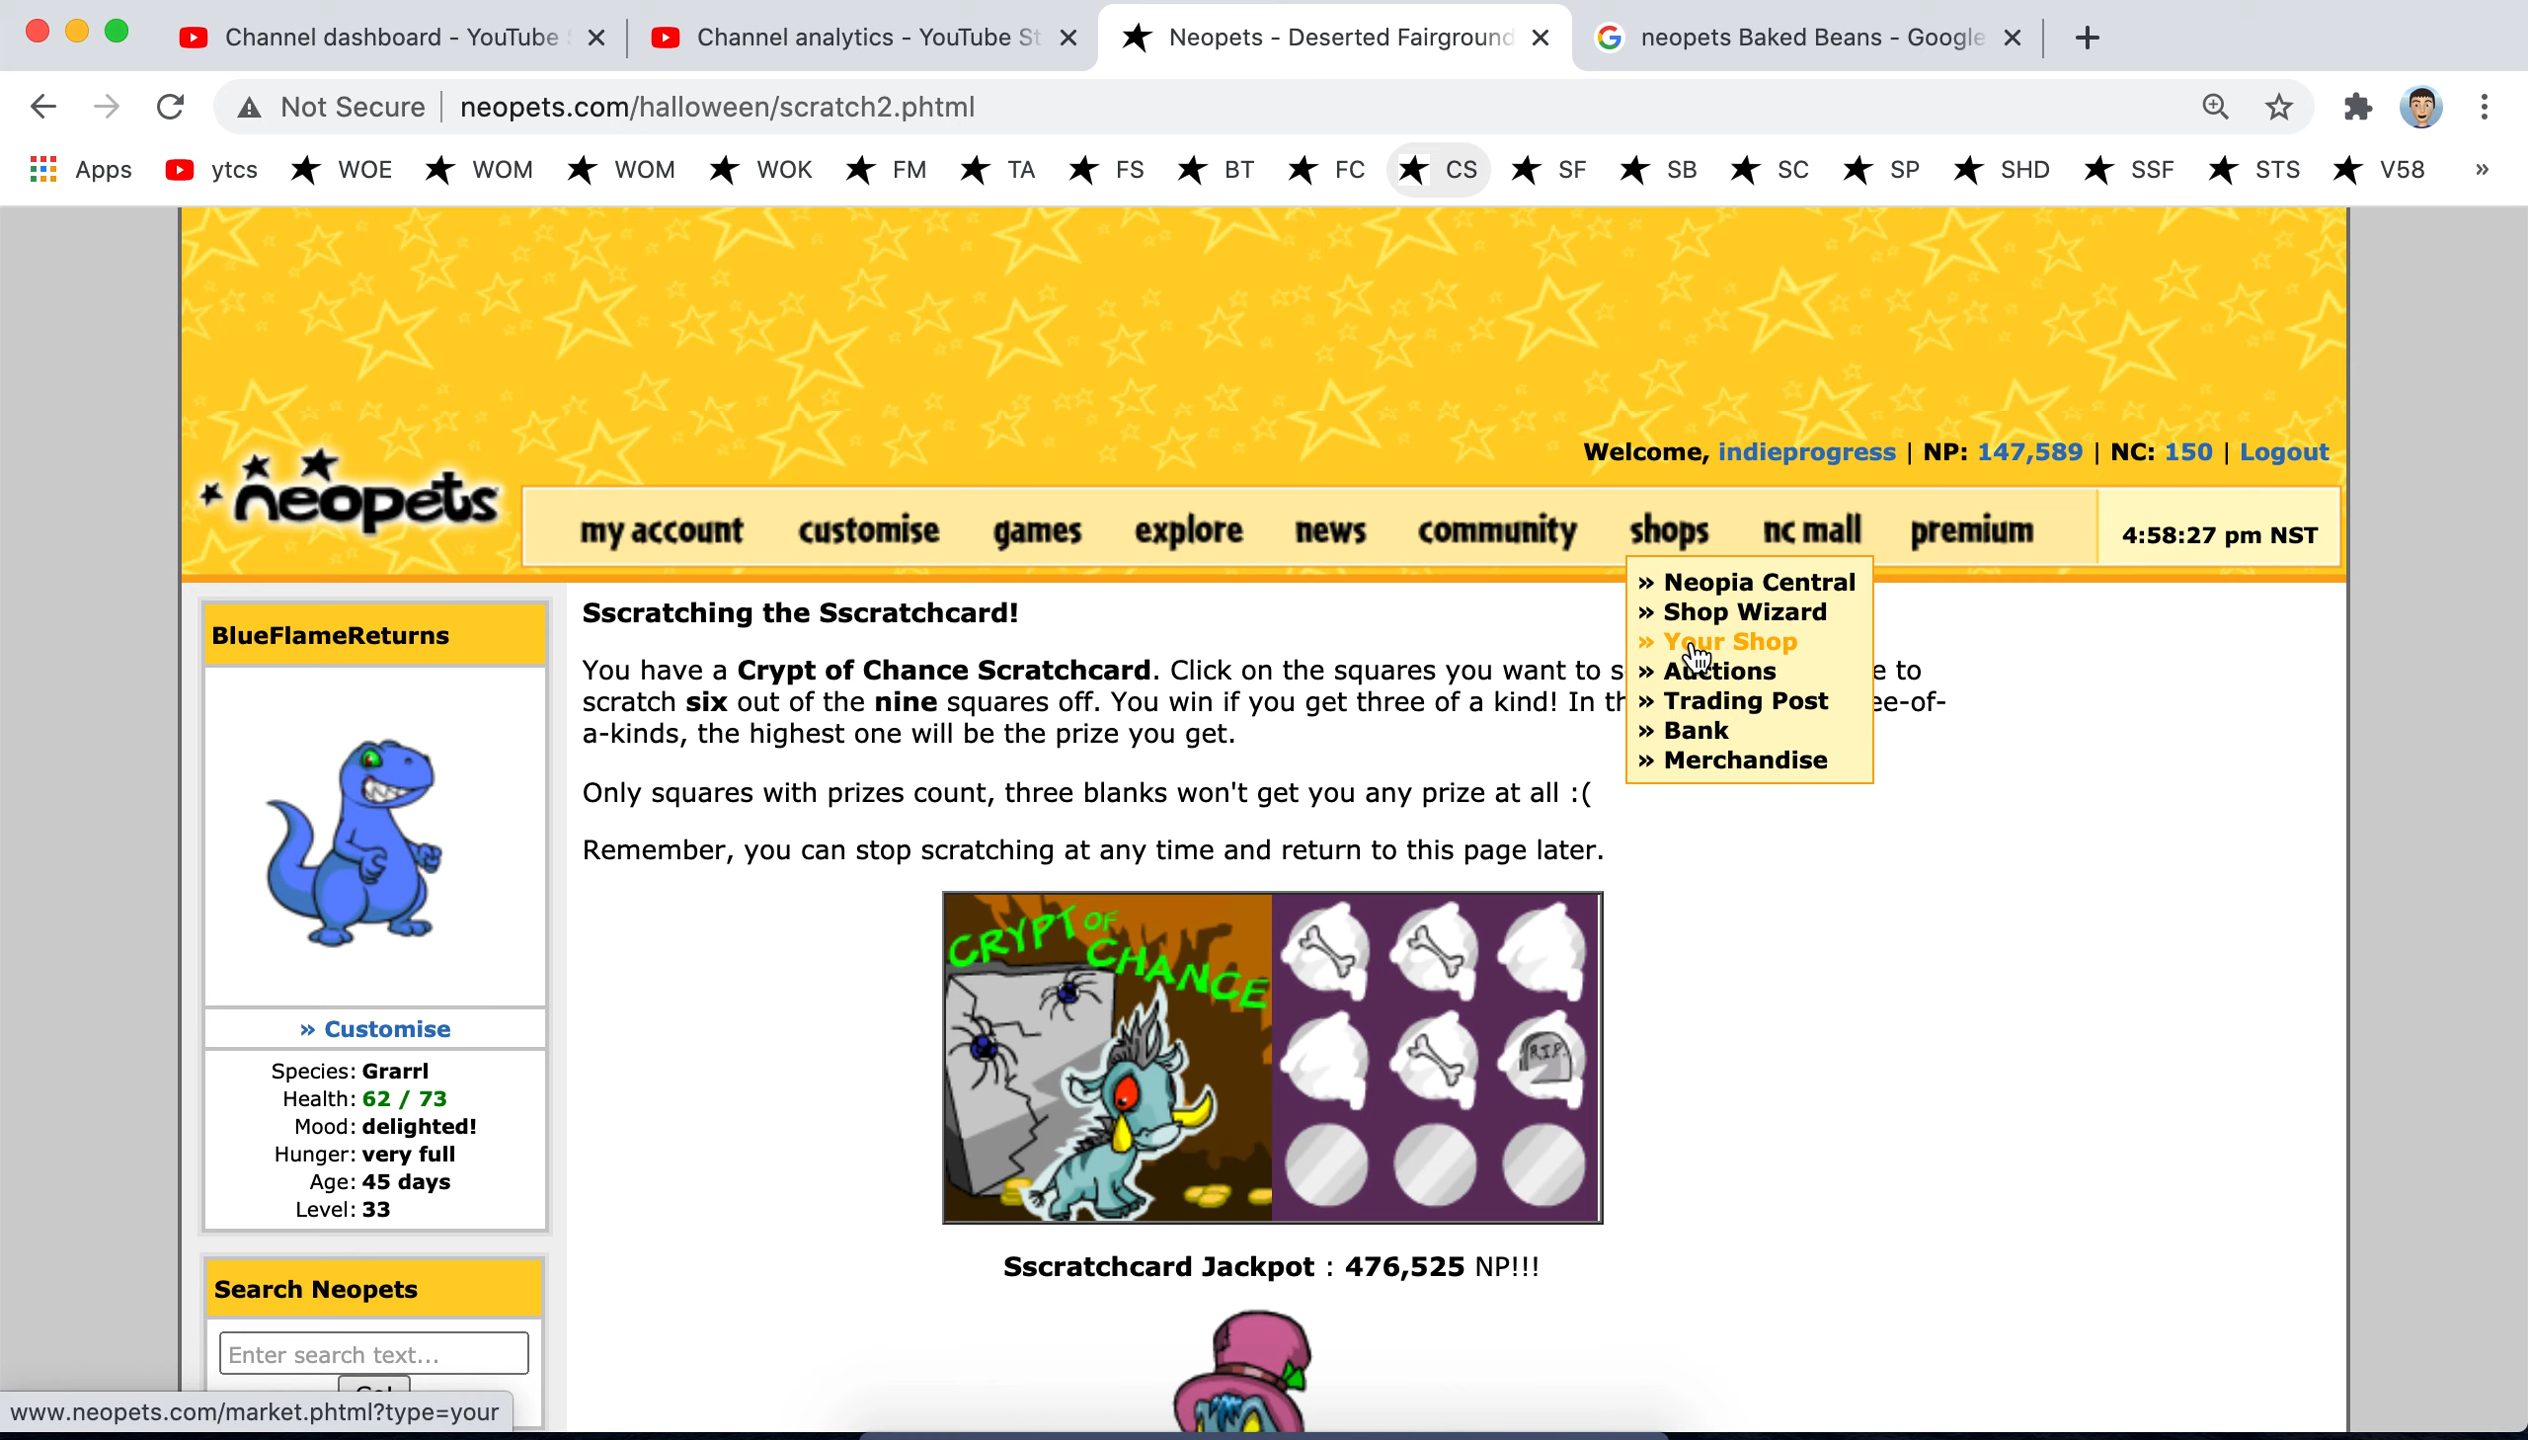 Channel dashboard - YouTube S
Channel analytics - YouTube St
Neopets - Deserted Fairground
neopets Baked Beans - Google
Not Secure
neopets.com/halloween/scratch2.phtml
Apps
ytcs
WOE
WOM
WOM
WOK
FM
TA
FS
BT
FC
CS
SF
SB
SC
SP
SHD
SSF
STS
V58
»
Welcome, indieprogress | NP: 147,589 | NC: 150 | Logout
neopets
my account
customise
games
explore
news
community
shops
nc mall
premium
4:58:27 pm NST
» Neopia Central
» Shop Wizard
» Your Shop
» Auctions
» Trading Post
» Bank
» Merchandise
BlueFlameReturns
» Customise
Species: Grarrl
Health: 62 / 73
Mood: delighted!
Hunger: very full
Age: 45 days
Level: 33
Search Neopets
Enter search text...
Go!
Sscratching the Sscratchcard!
You have a Crypt of Chance Scratchcard. Click on the squares you want to s e to
scratch six out of the nine squares off. You win if you get three of a kind! In th ee-of-
a-kinds, the highest one will be the prize you get.
Only squares with prizes count, three blanks won't get you any prize at all :(
Remember, you can stop scratching at any time and return to this page later.
CRYPT OF
CHANCE
R.I.P.
Sscratchcard Jackpot : 476,525 NP!!!
www.neopets.com/market.phtml?type=your